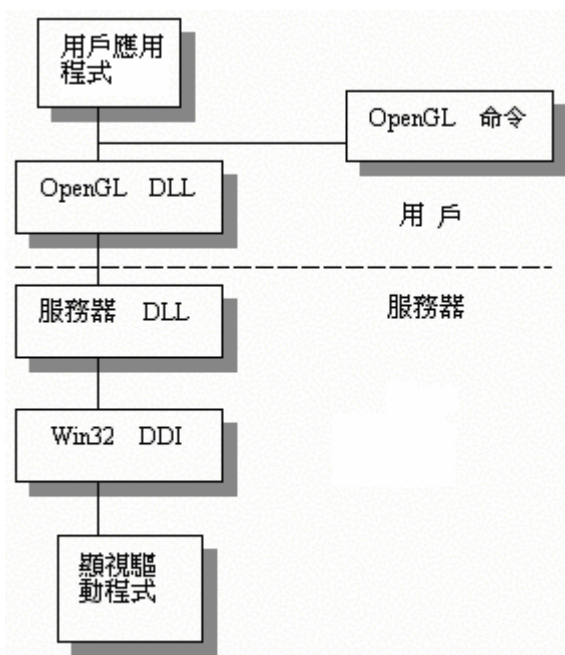 用戶應用
程式
OpenGL 命令
OpenGL DLL
用 戶
服務器 DLL
服務器
Win32 DDI
顯視驅
動程式